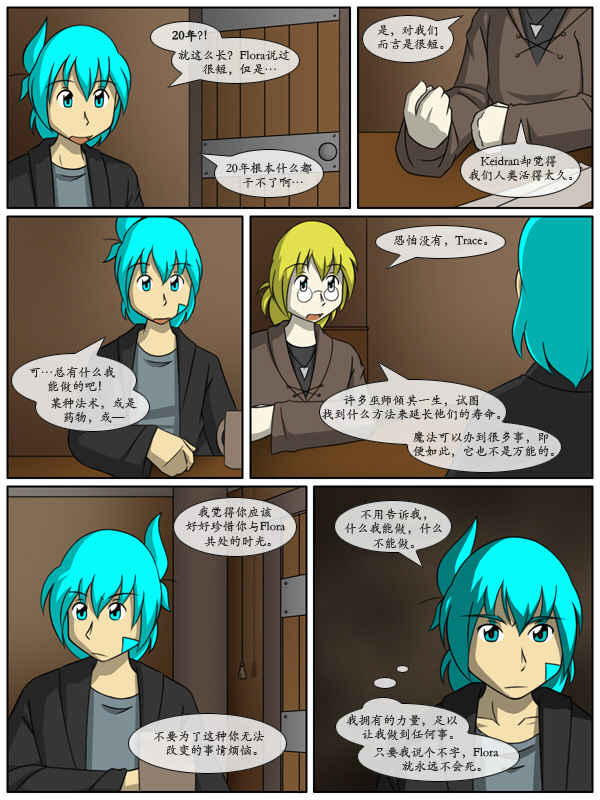 20年?!
就这么长？Flora说过
很短，但是…
20年根本什么都
干不了啊…
是，对我们
而言是很短。
Keidran却觉得
我们人类活得太久。
可…总有什么我
能做的吧！
某种法术，或是
药物，或—
恐怕没有，Trace。
许多巫师倾其一生，试图
找到什么方法来延长他们的寿命。
魔法可以办到很多事，即
便如此，它也不是万能的。
我觉得你应该
好好珍惜你与Flora
共处的时光。
不要为了这种你无法
改变的事情烦恼。
不用告诉我，
什么我能做，什么
不能做。
我拥有的力量，足以
让我做到任何事。
只要我说个不字，Flora
就永远不会死。